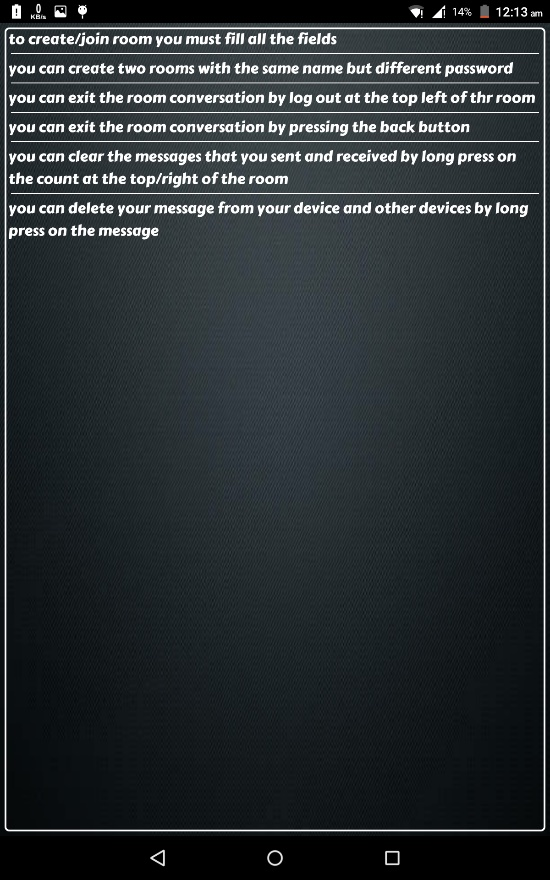 0
KB/s
14%
12:13 am
to create/join room you must fill all the fields
you can create two rooms with the same name but different password
you can exit the room conversation by log out at the top left of thr room
you can exit the room conversation by pressing the back button
you can clear the messages that you sent and received by long press on
the count at the top/right of the room
you can delete your message from your device and other devices by long
press on the message